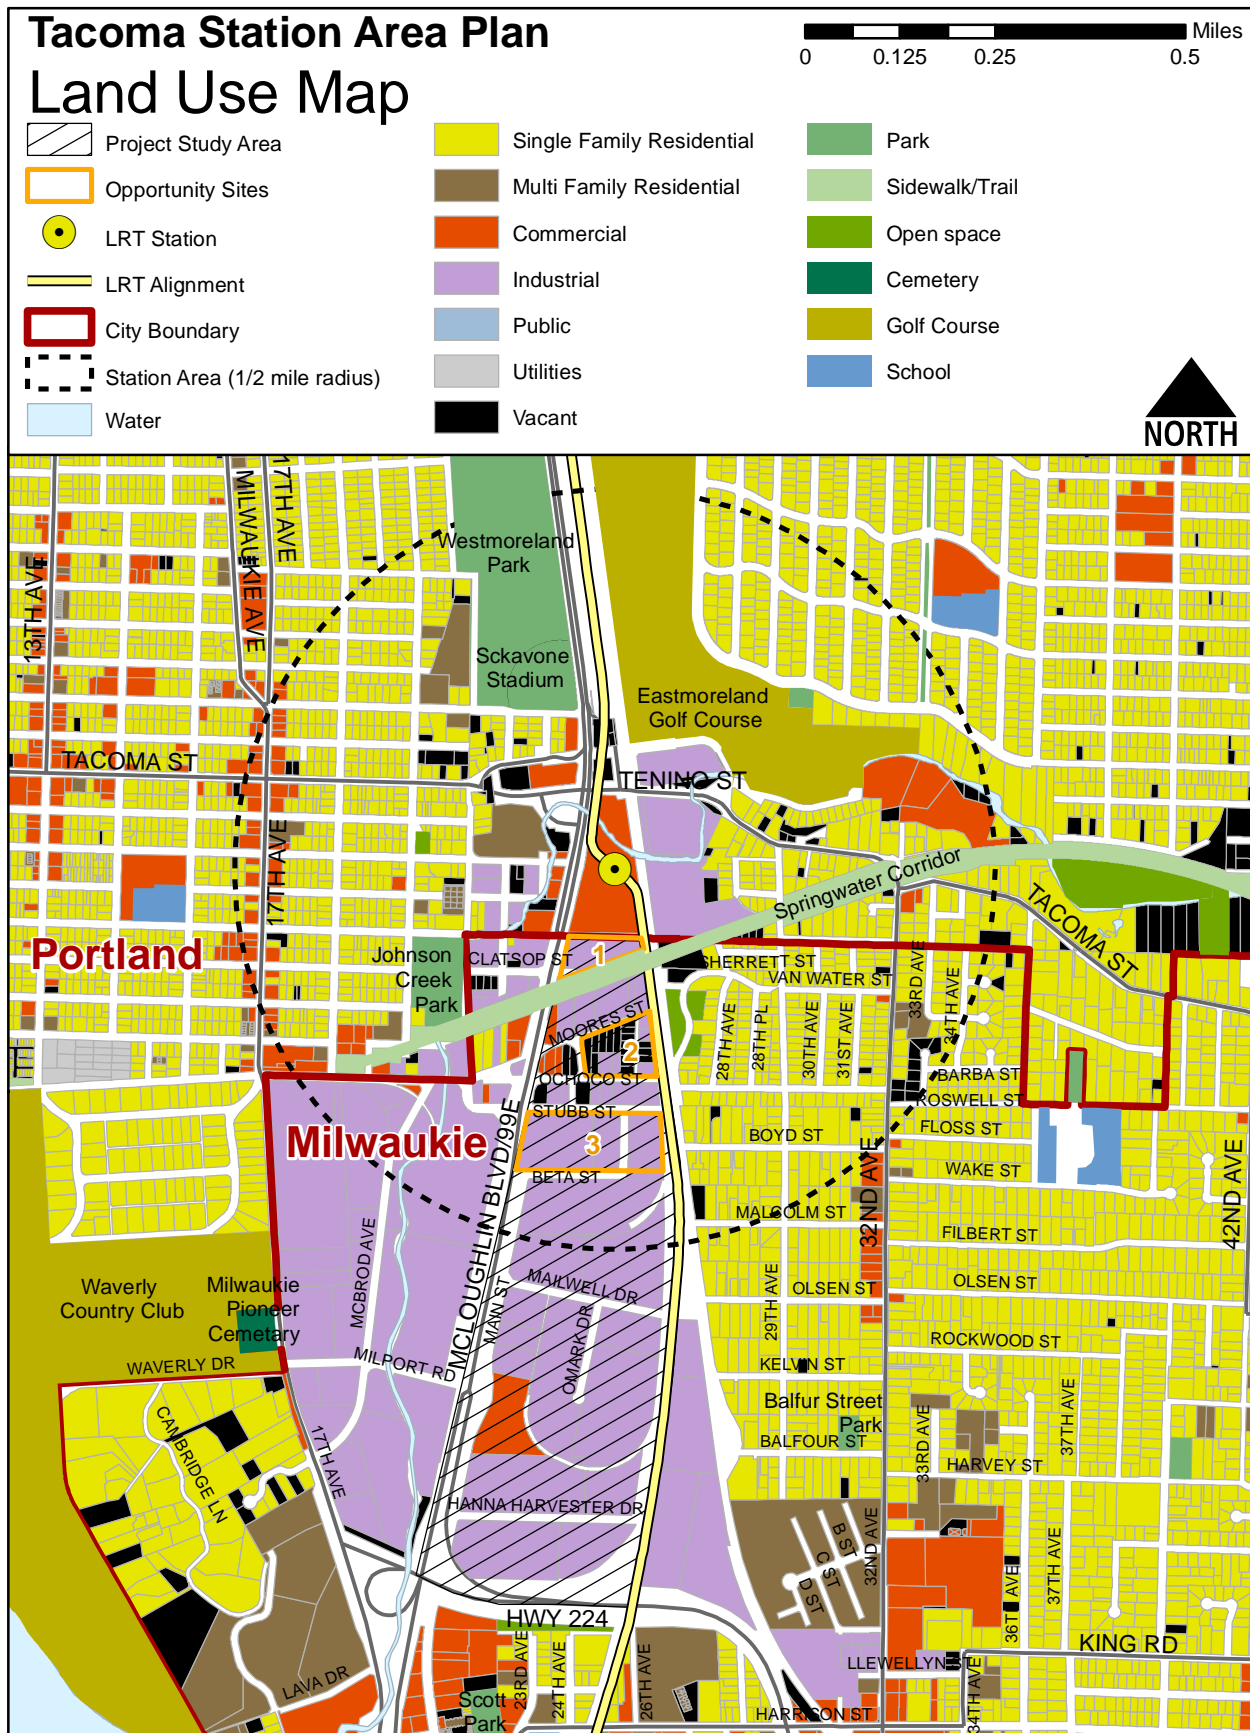 Tacoma Station Area Plan
Land Use Map
Miles
0 0.125 0.25 0.5
Project Study Area
Opportunity Sites
LRT Station
LRT Alignment
City Boundary
Station Area (1/2 mile radius)
Water
Single Family Residential
Multi Family Residential
Commercial
Industrial
Public
Utilities
Vacant
Park
Sidewalk/Trail
Open space
Cemetery
Golf Course
School
NORTH
17TH AVE
MILWAUKIE AVE
13TH AVE
Westmoreland
Park
Sckavone
Stadium
Eastmoreland
Golf Course
TACOMA ST
TENINO ST
17TH AVE
Springwater Corridor
TACOMA ST
Portland
Johnson
Creek
Park
CLATSOP ST
1
SHERRETT ST
VAN WATER ST
33RD AVE
34TH AVE
MOORES ST
2
28TH AVE
28TH PL
30TH AVE
31ST AVE
OCHOCO ST
BARBA ST
ROSWELL ST
STUBB ST
Milwaukie
3
BOYD ST
FLOSS ST
BETA ST
WAKE ST
MCLOUGHLIN BLVD/99E
MALCOLM ST
32ND AVE
FILBERT ST
42ND AVE
MCBROD AVE
MAIN ST
MAILWELL DR
OMARK DR
29TH AVE
OLSEN ST
OLSEN ST
Waverly
Country Club
Milwaukie
Pioneer
Cemetary
ROCKWOOD ST
WAVERLY DR
MILPORT RD
KELVIN ST
Balfur Street
Park
BALFOUR ST
33RD AVE
37TH AVE
HARVEY ST
CAMBRIDGE LN
17TH AVE
HANNA HARVESTER DR
B ST
C ST
D ST
32ND AVE
37TH AVE
36TH AVE
HWY 224
KING RD
LLEWELLYN ST
LAVA DR
23RD AVE
24TH AVE
26TH AVE
Scott
Park
HARRISON ST
34TH AVE